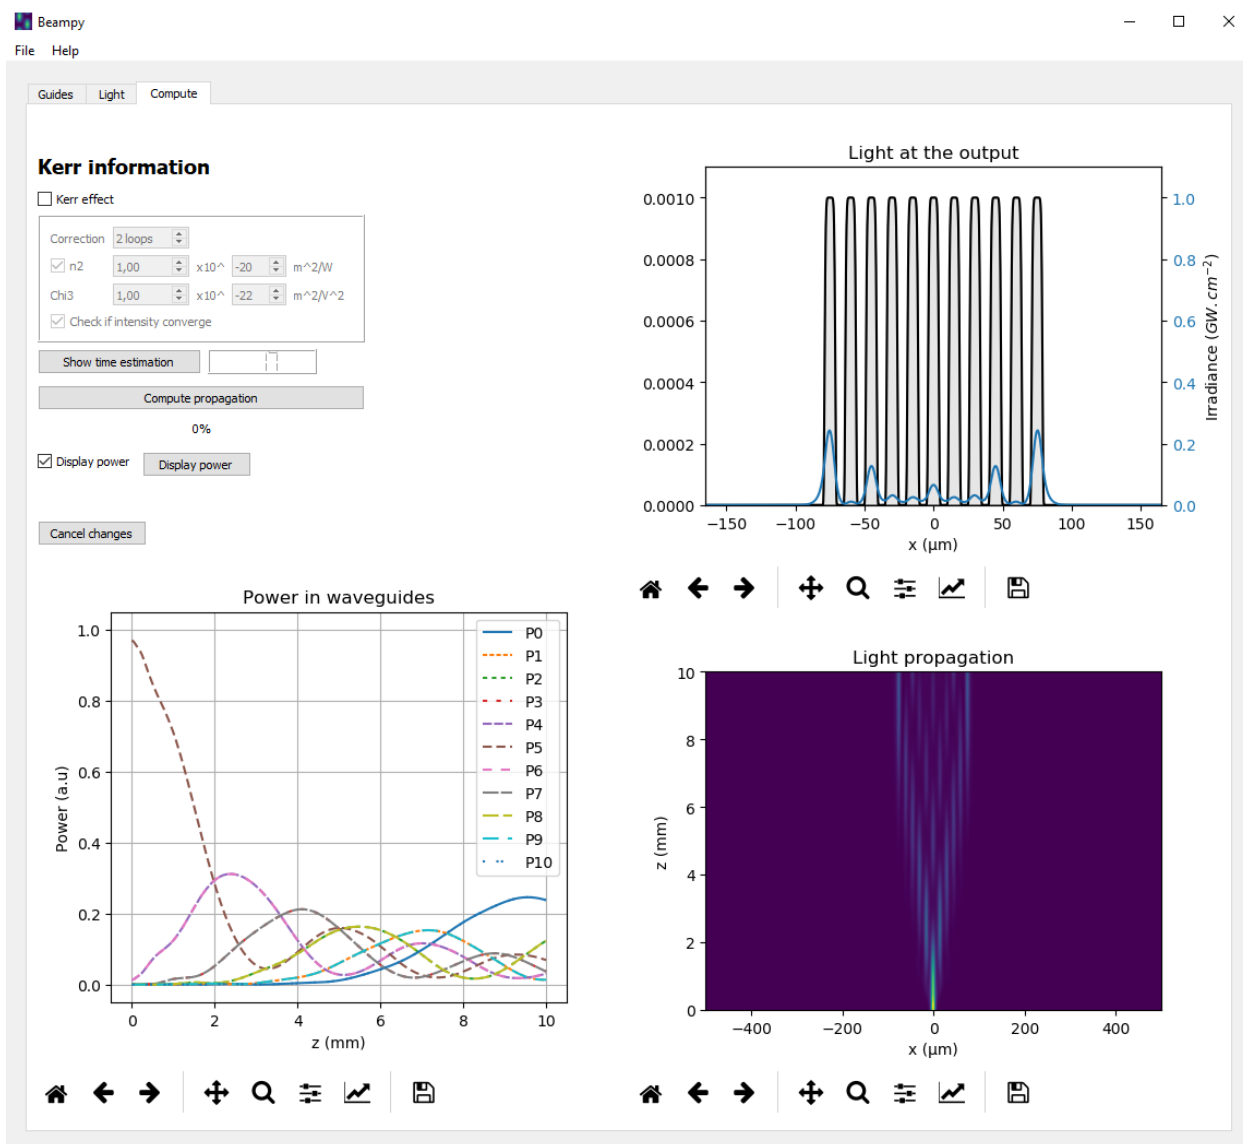 Beampy
File Help
Guides Light Compute
Kerr information
Kerr effect
Correction 2 loops
n2 1,00 x10^ -20 m^2/W
Chi3 1,00 x10^ -22 m^2/V^2
Check if intensity converge
Show time estimation
Compute propagation
0%
Display power Display power
Cancel changes
Light at the output
0.0010
0.0008
0.0006
0.0004
0.0002
0.0000
1.0
0.8
0.6
0.4
0.2
0.0
Irradiance (GW.cm⁻²)
−150 −100 −50 0 50 100 150
x (μm)
Power in waveguides
1.0
0.8
0.6
0.4
0.2
0.0
Power (a.u)
P0
P1
P2
P3
P4
P5
P6
P7
P8
P9
P10
0 2 4 6 8 10
z (mm)
Light propagation
10
8
6
4
2
0
z (mm)
−400 −200 0 200 400
x (μm)